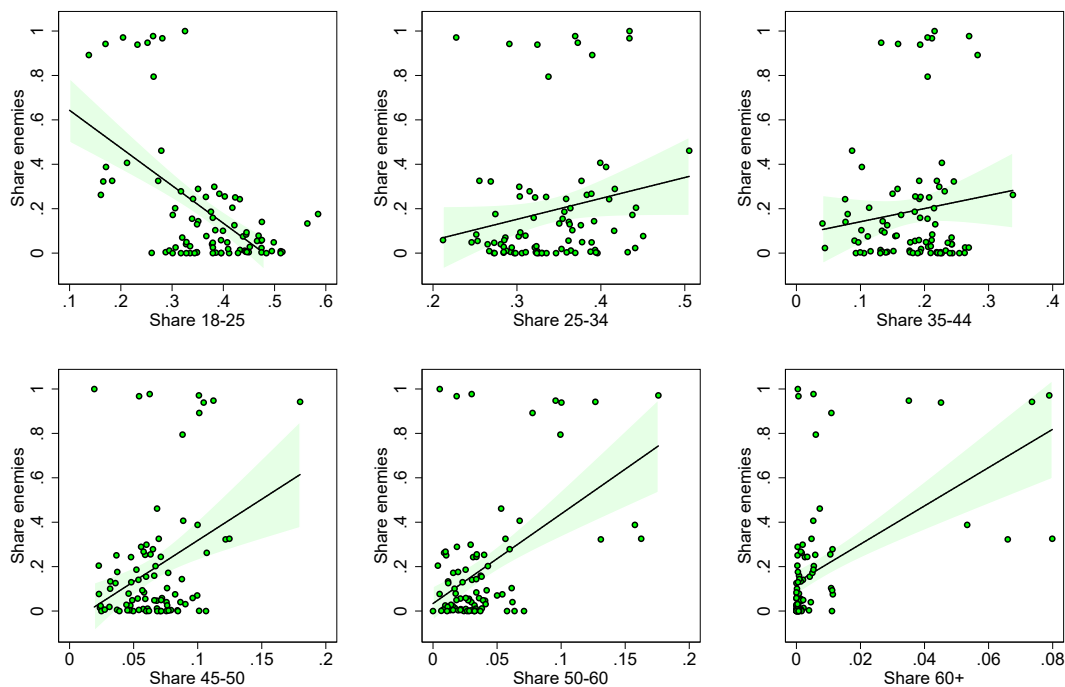 Share enemies
0 .2 .4 .6 .8 1
.1 .2 .3 .4 .5 .6
Share 18-25
Share enemies
0 .2 .4 .6 .8 1
.2 .3 .4 .5
Share 25-34
Share enemies
0 .2 .4 .6 .8 1
0 .1 .2 .3 .4
Share 35-44
Share enemies
0 .2 .4 .6 .8 1
0 .05 .1 .15 .2
Share 45-50
Share enemies
0 .2 .4 .6 .8 1
0 .05 .1 .15 .2
Share 50-60
Share enemies
0 .2 .4 .6 .8 1
0 .02 .04 .06 .08
Share 60+